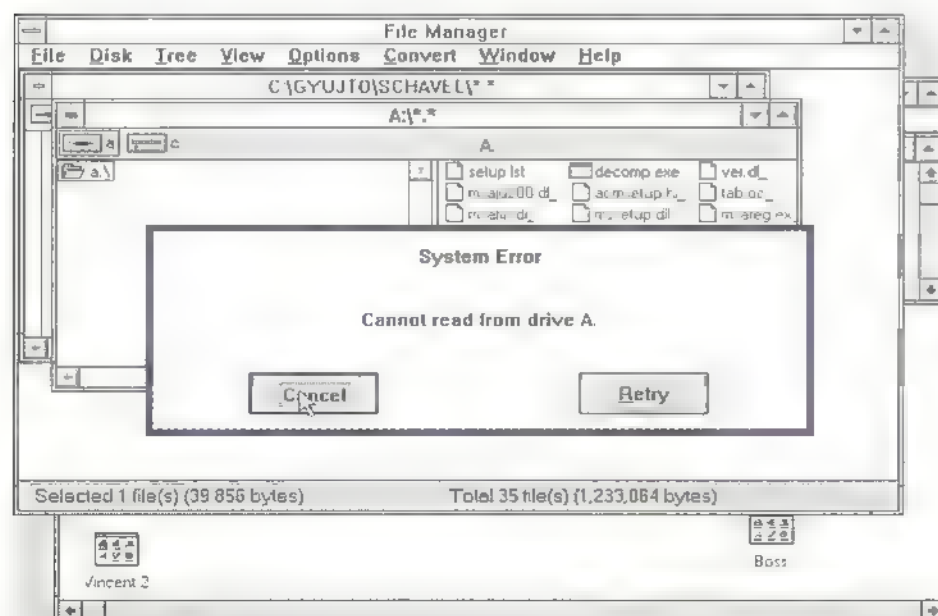 File Manager
File Disk Tree View Options Convert Window Help
C:\GYUJTO\SCHAVEL\*.*
A:\*.*
a c A:
a:\
setup.lst decomp.exe ver.dl_
System Error
Cannot read from drive A.
Cancel Retry
Selected 1 file(s) (39 856 bytes) Total 35 file(s) (1,233,064 bytes)
Vincent 2 Boss